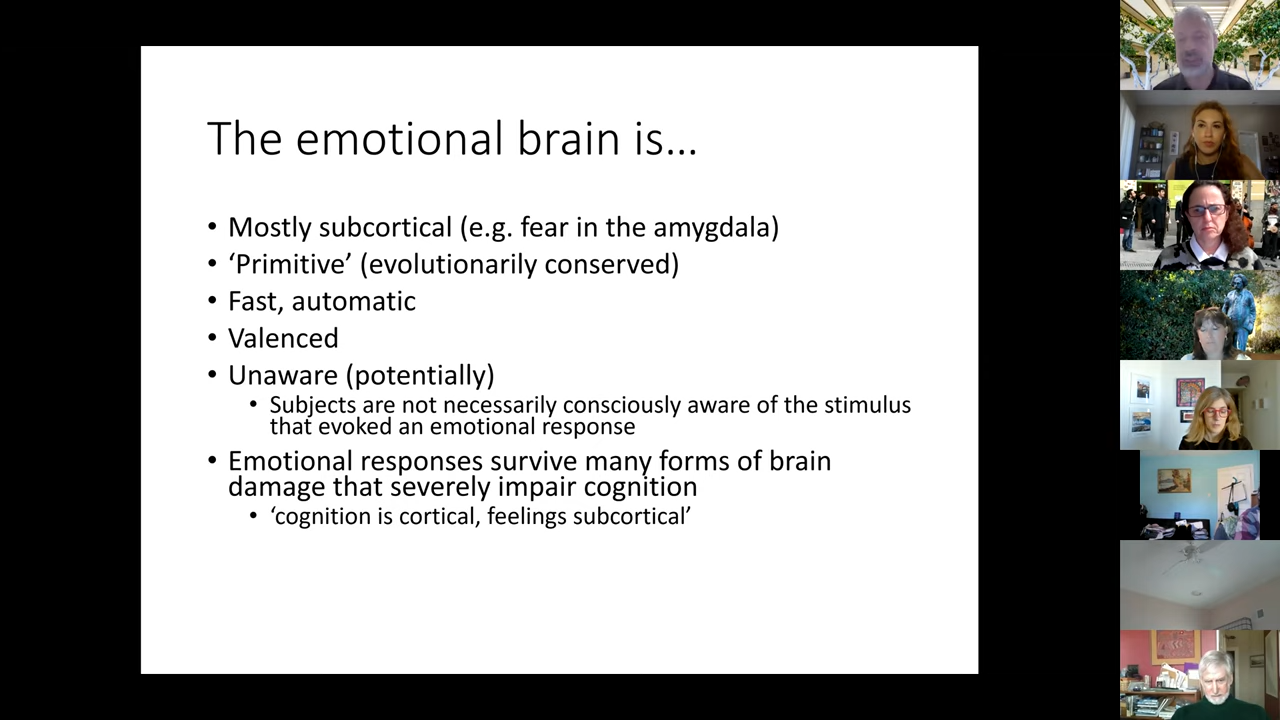 The emotional brain is...
• Mostly subcortical (e.g. fear in the amygdala)
• ‘Primitive’ (evolutionarily conserved)
• Fast, automatic
• Valenced
• Unaware (potentially)
• Subjects are not necessarily consciously aware of the stimulus
that evoked an emotional response
• Emotional responses survive many forms of brain
damage that severely impair cognition
• ‘cognition is cortical, feelings subcortical’